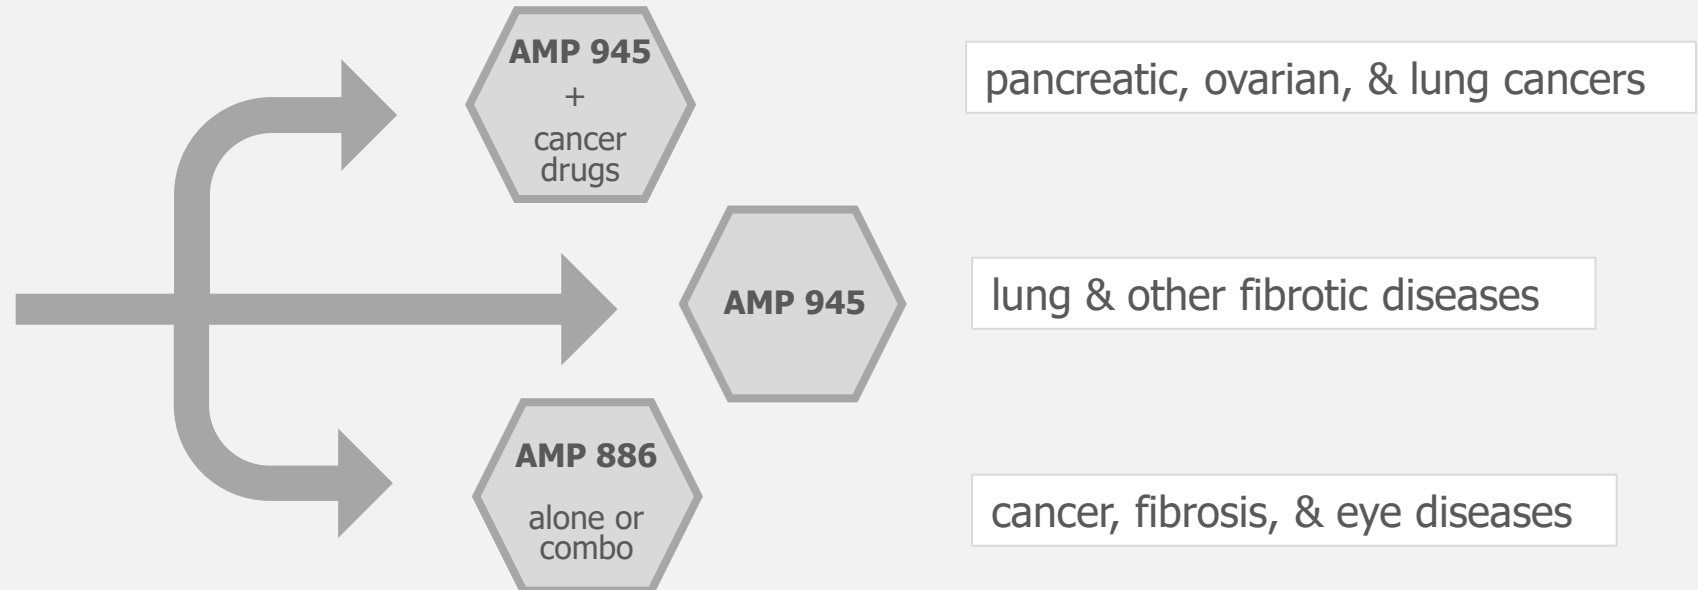 AMP 945
+
cancer
drugs
pancreatic, ovarian, & lung cancers
AMP 945
lung & other fibrotic diseases
AMP 886
alone or
combo
cancer, fibrosis, & eye diseases